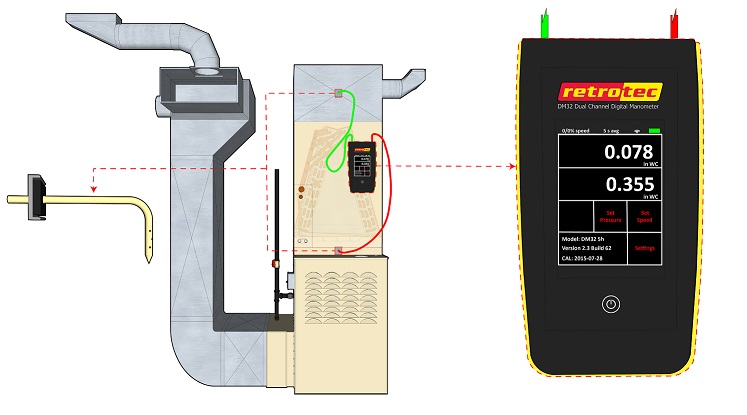 retrotec
DM32 Dual Channel Digital Manometer
0/0% speed 5 s avg
0.078
in WC
0.355
in WC
Set Pressure
Set Speed
Model: DM32 5h
Version 2.3 Build 62
CAL: 2015-07-28
Settings